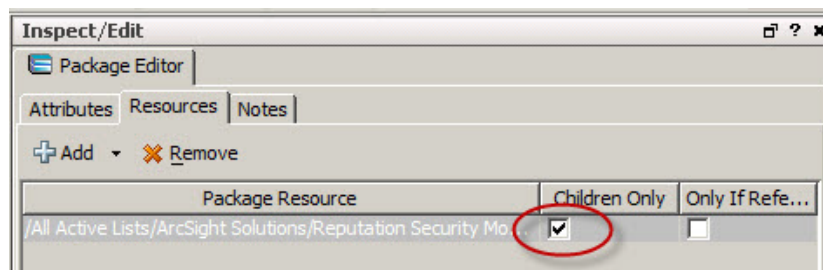 Inspect/Edit
Package Editor
Attributes Resources Notes
Add Remove
Package Resource Children Only Only If Refe...
/All Active Lists/ArcSight Solutions/Reputation Security Mo...